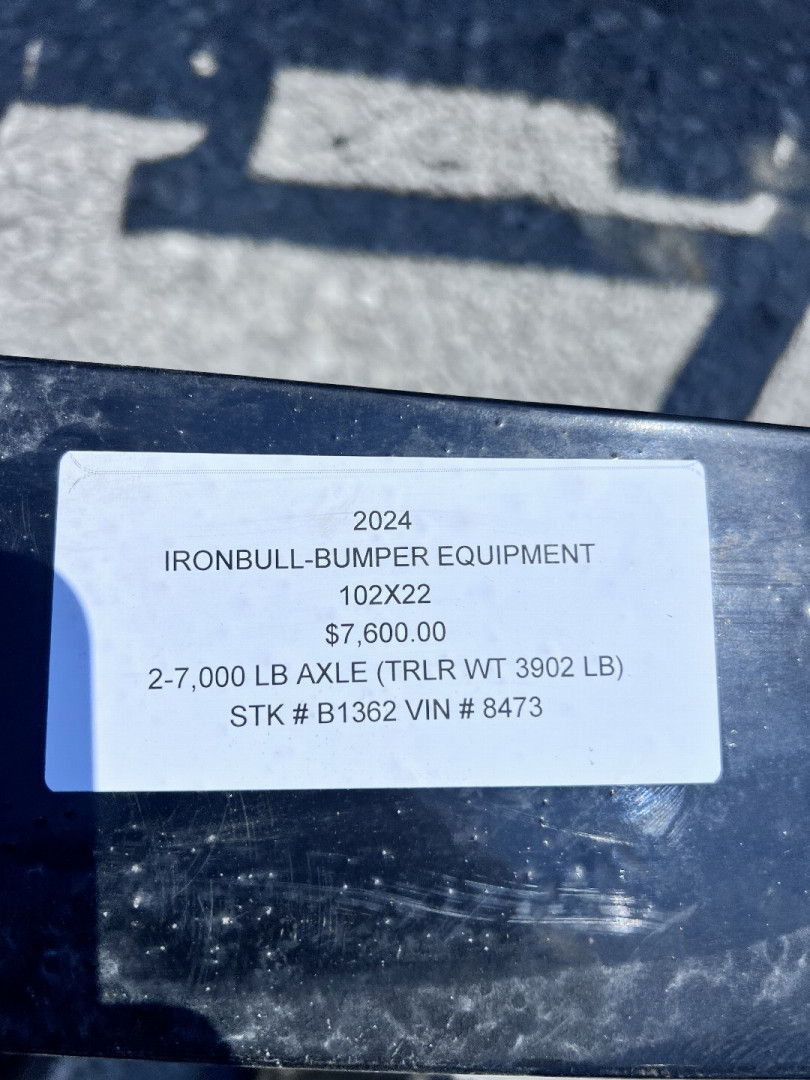 2024
IRONBULL-BUMPER EQUIPMENT
102X22
$7,600.00
2-7,000 LB AXLE (TRLR WT 3902 LB)
STK # B1362 VIN # 8473